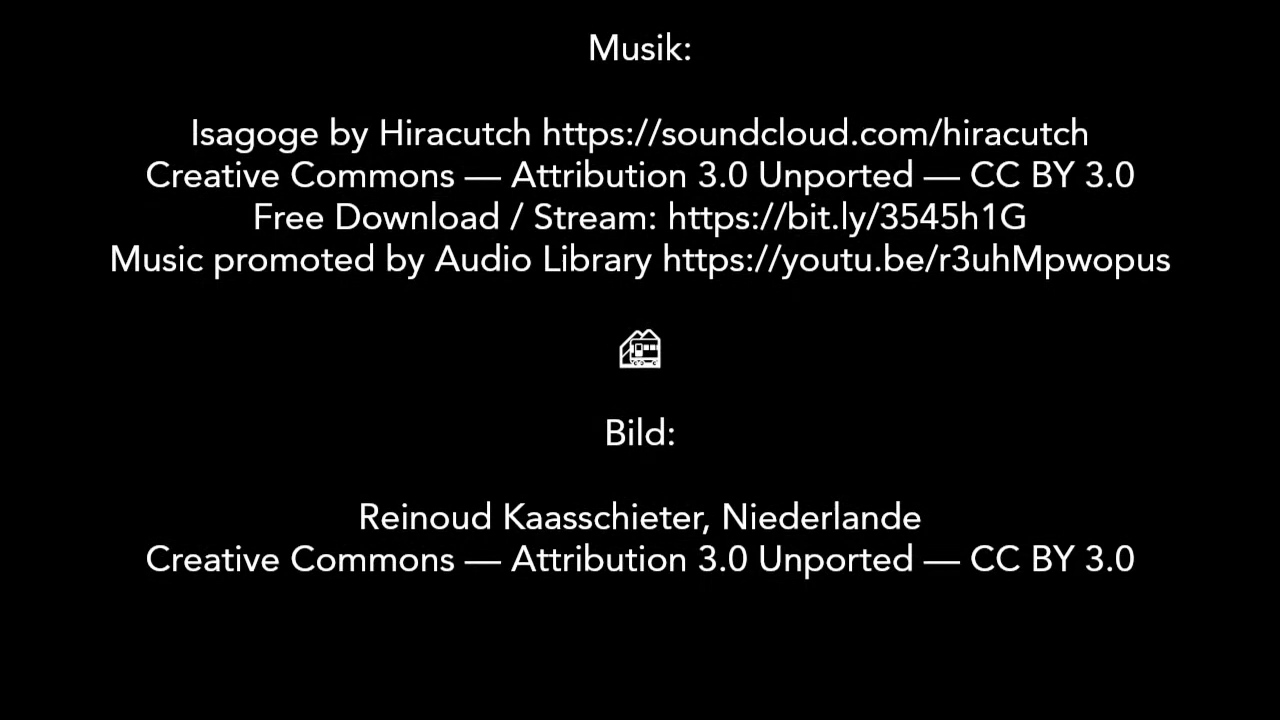 Musik:
Isagoge by Hiracutch https://soundcloud.com/hiracutch
Creative Commons — Attribution 3.0 Unported — CC BY 3.0
Free Download / Stream: https://bit.ly/3545h1G
Music promoted by Audio Library https://youtu.be/r3uhMpwopus
Bild:
Reinoud Kaasschieter, Niederlande
Creative Commons — Attribution 3.0 Unported — CC BY 3.0